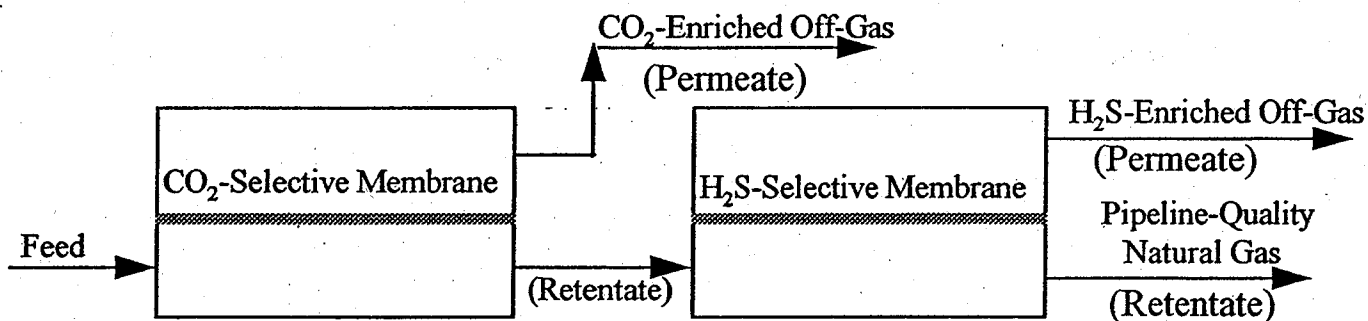 CO₂-Enriched Off-Gas
(Permeate)
H₂S-Enriched Off-Gas
(Permeate)
CO₂-Selective Membrane
H₂S-Selective Membrane
Pipeline-Quality
Natural Gas
Feed
(Retentate)
(Retentate)